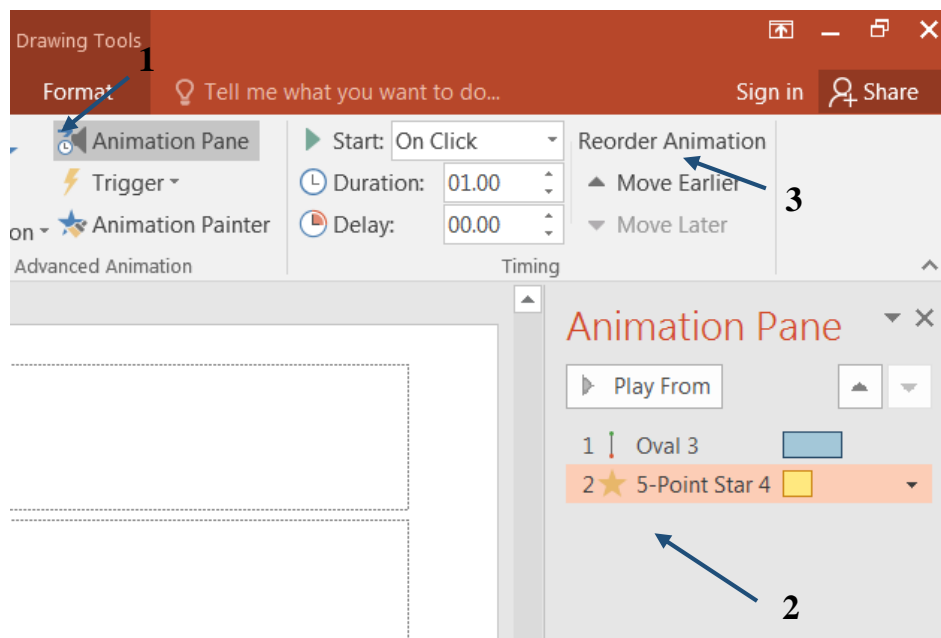 Drawing Tools
1
Format Tell me what you want to do... Sign in Share
Animation Pane Start: On Click Reorder Animation
Trigger Duration: 01.00 Move Earlier
3
on Animation Painter Delay: 00.00 Move Later
Advanced Animation Timing
Animation Pane
Play From
1 Oval 3
2 5-Point Star 4
2